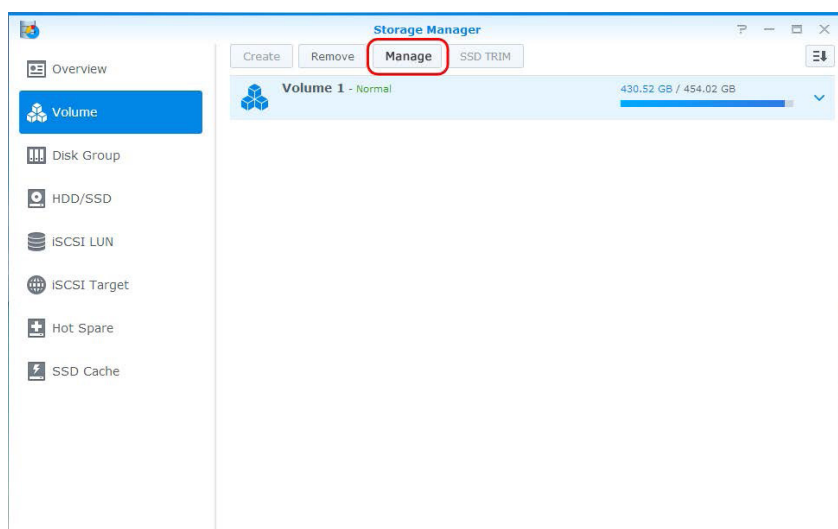 Storage Manager
Overview
Volume
Disk Group
HDD/SSD
iSCSI LUN
iSCSI Target
Hot Spare
SSD Cache
Create Remove Manage SSD TRIM
Volume 1 - Normal 430.52 GB / 454.02 GB